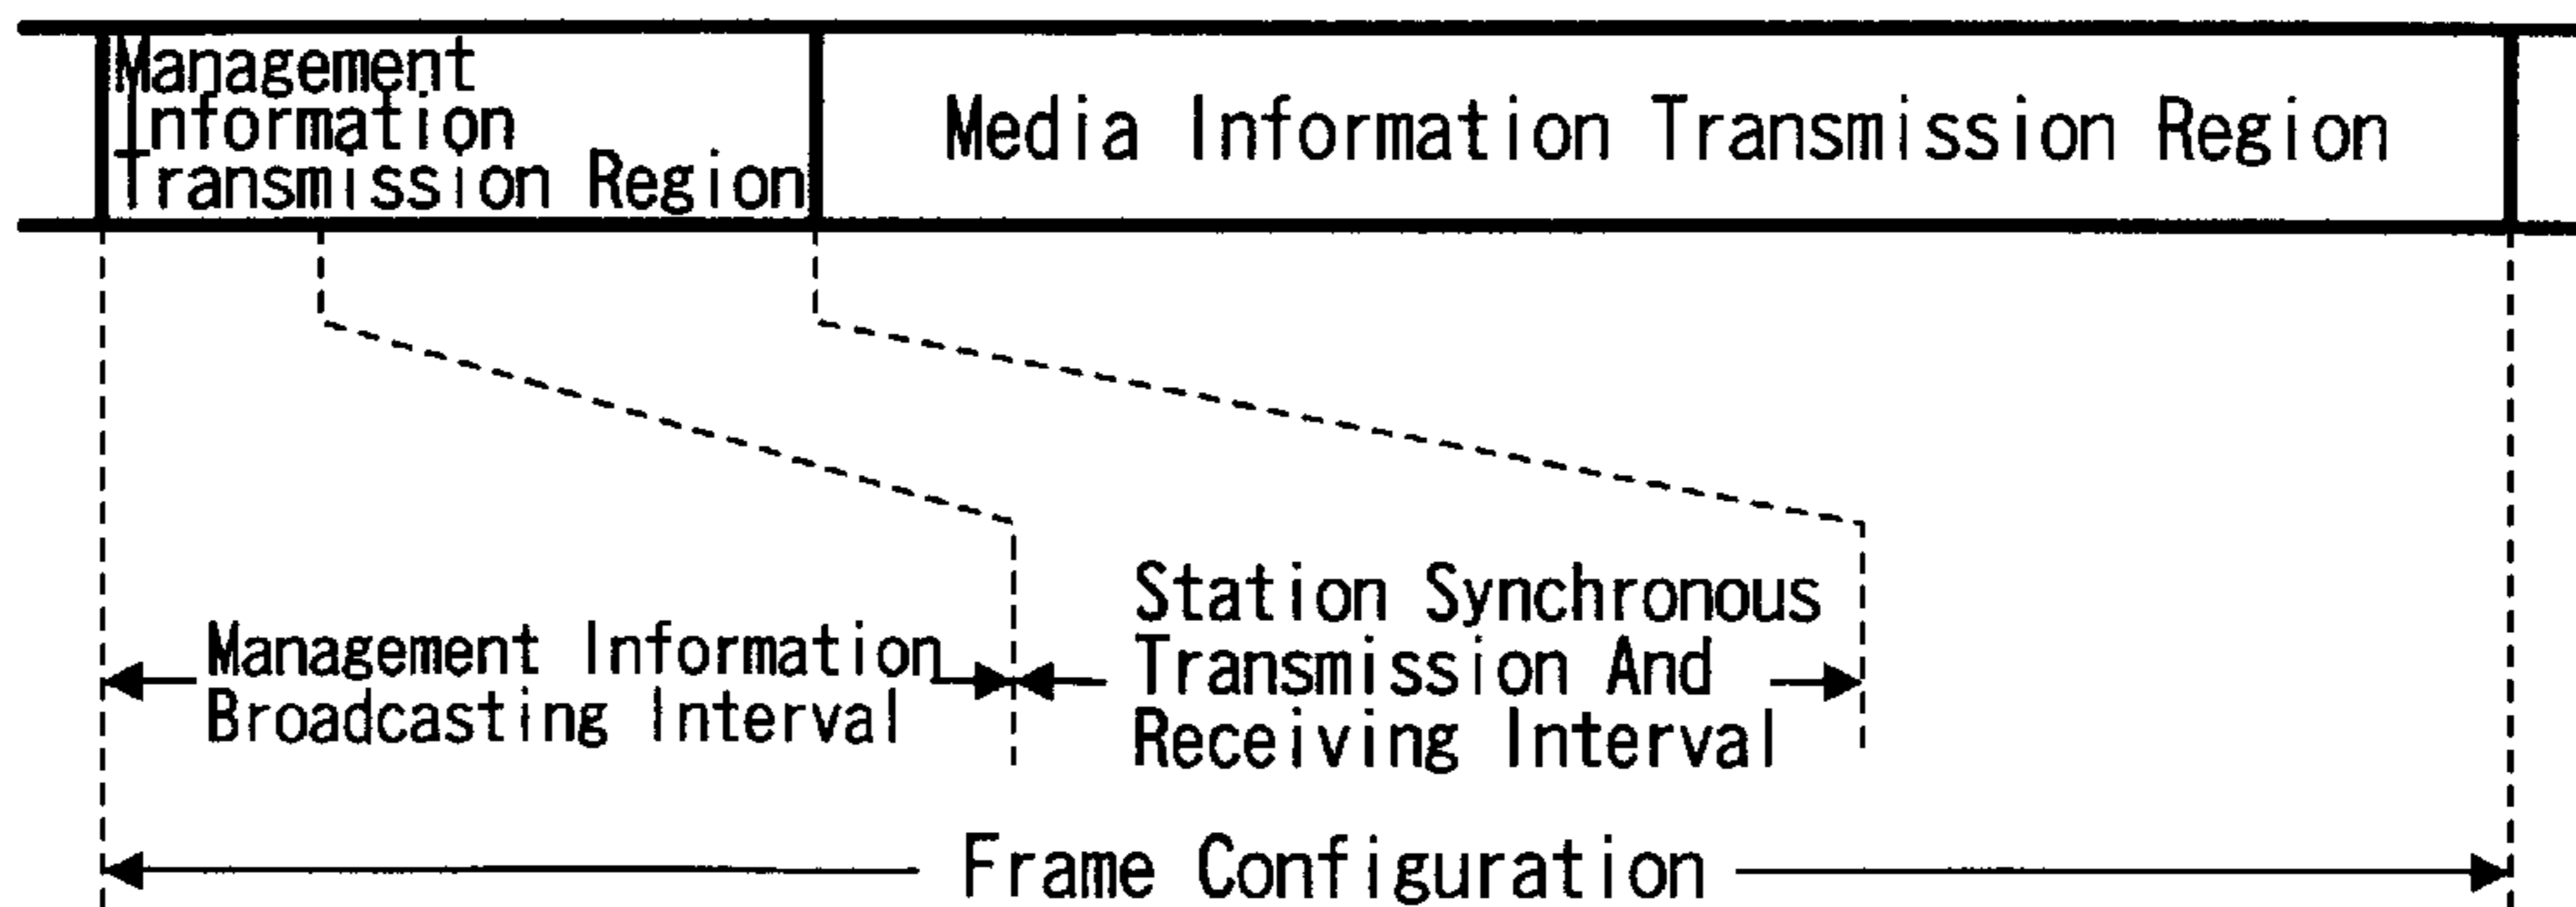 Management
Information
Transmission Region
Media Information Transmission Region
Management Information
Broadcasting Interval
Station Synchronous
Transmission And
Receiving Interval
Frame Configuration